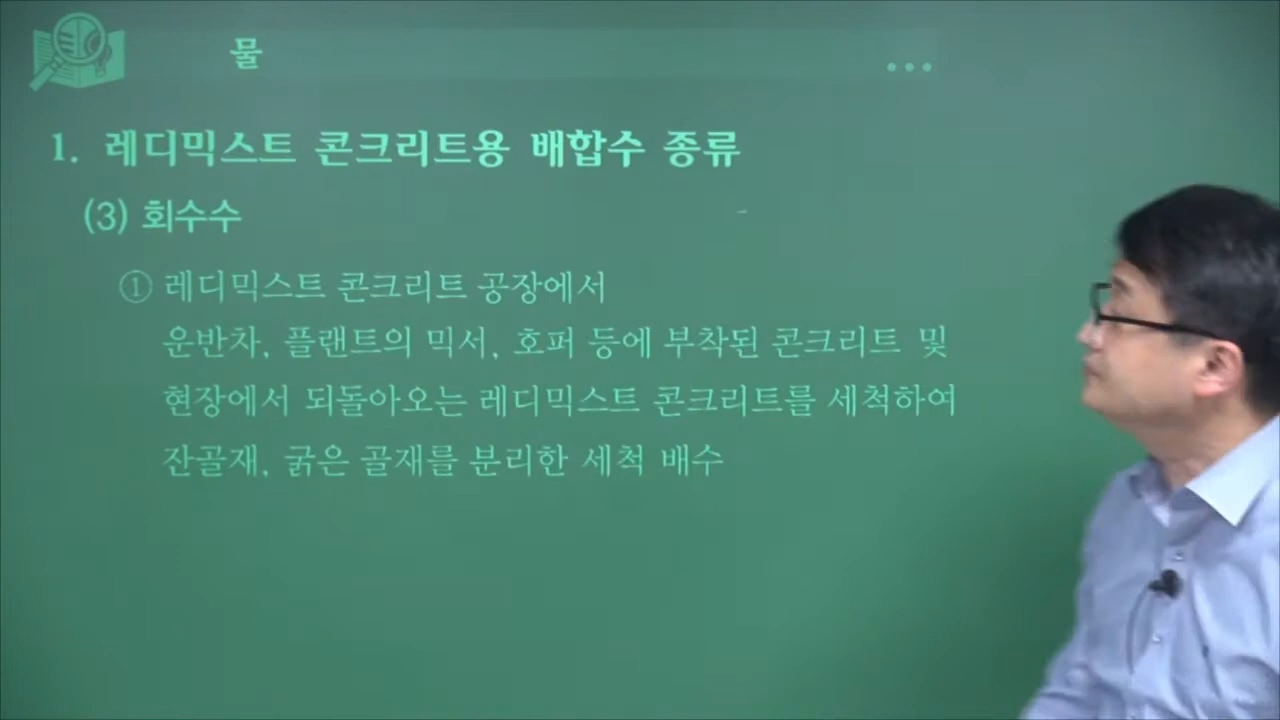 물
1. 레디믹스트 콘크리트용 배합수 종류
(3) 회수수
① 레디믹스트 콘크리트 공장에서
운반차, 플랜트의 믹서, 호퍼 등에 부착된 콘크리트 및
현장에서 되돌아오는 레디믹스트 콘크리트를 세척하여
잔골재, 굵은 골재를 분리한 세척 배수